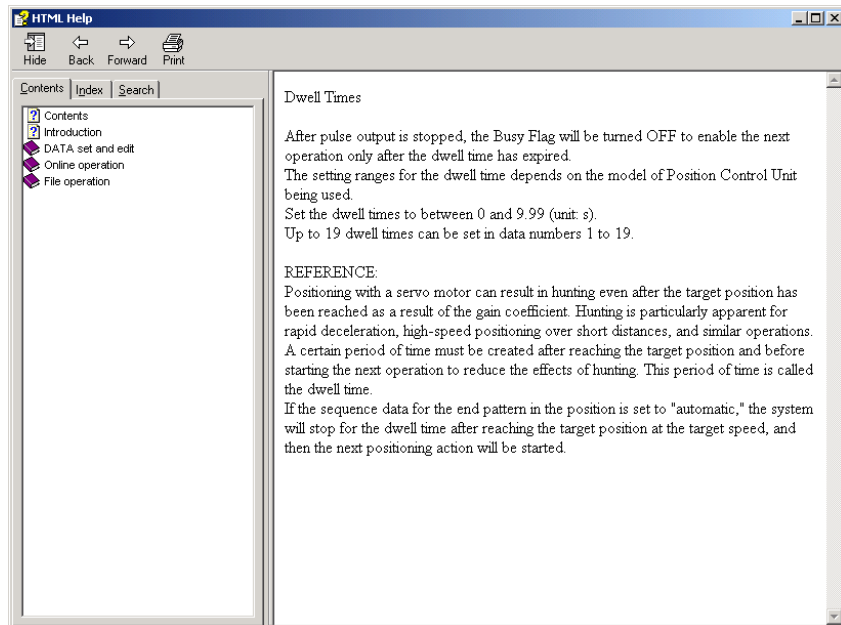 HTML Help
Hide Back Forward Print
Contents Index Search
Contents
Introduction
DATA set and edit
Online operation
File operation
Dwell Times
After pulse output is stopped, the Busy Flag will be turned OFF to enable the next
operation only after the dwell time has expired.
The setting ranges for the dwell time depends on the model of Position Control Unit
being used.
Set the dwell times to between 0 and 9.99 (unit: s).
Up to 19 dwell times can be set in data numbers 1 to 19.
REFERENCE:
Positioning with a servo motor can result in hunting even after the target position has
been reached as a result of the gain coefficient. Hunting is particularly apparent for
rapid deceleration, high-speed positioning over short distances, and similar operations.
A certain period of time must be created after reaching the target position and before
starting the next operation to reduce the effects of hunting. This period of time is called
the dwell time.
If the sequence data for the end pattern in the position is set to "automatic," the system
will stop for the dwell time after reaching the target position at the target speed, and
then the next positioning action will be started.